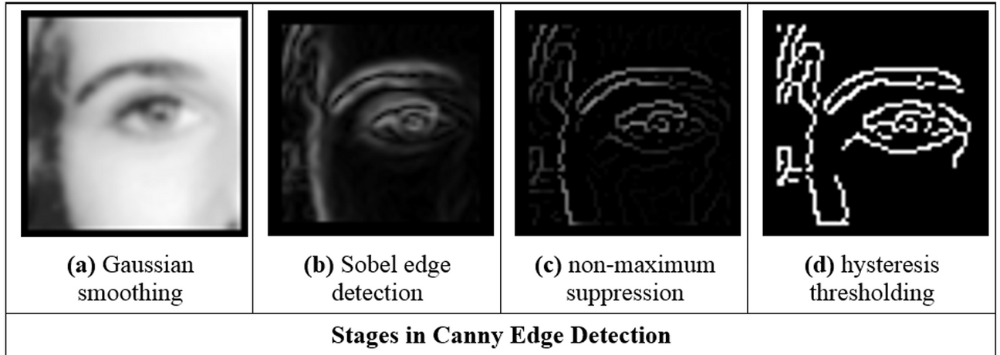 (a) Gaussian
smoothing
(b) Sobel edge
detection
(c) non-maximum
suppression
(d) hysteresis
thresholding
Stages in Canny Edge Detection